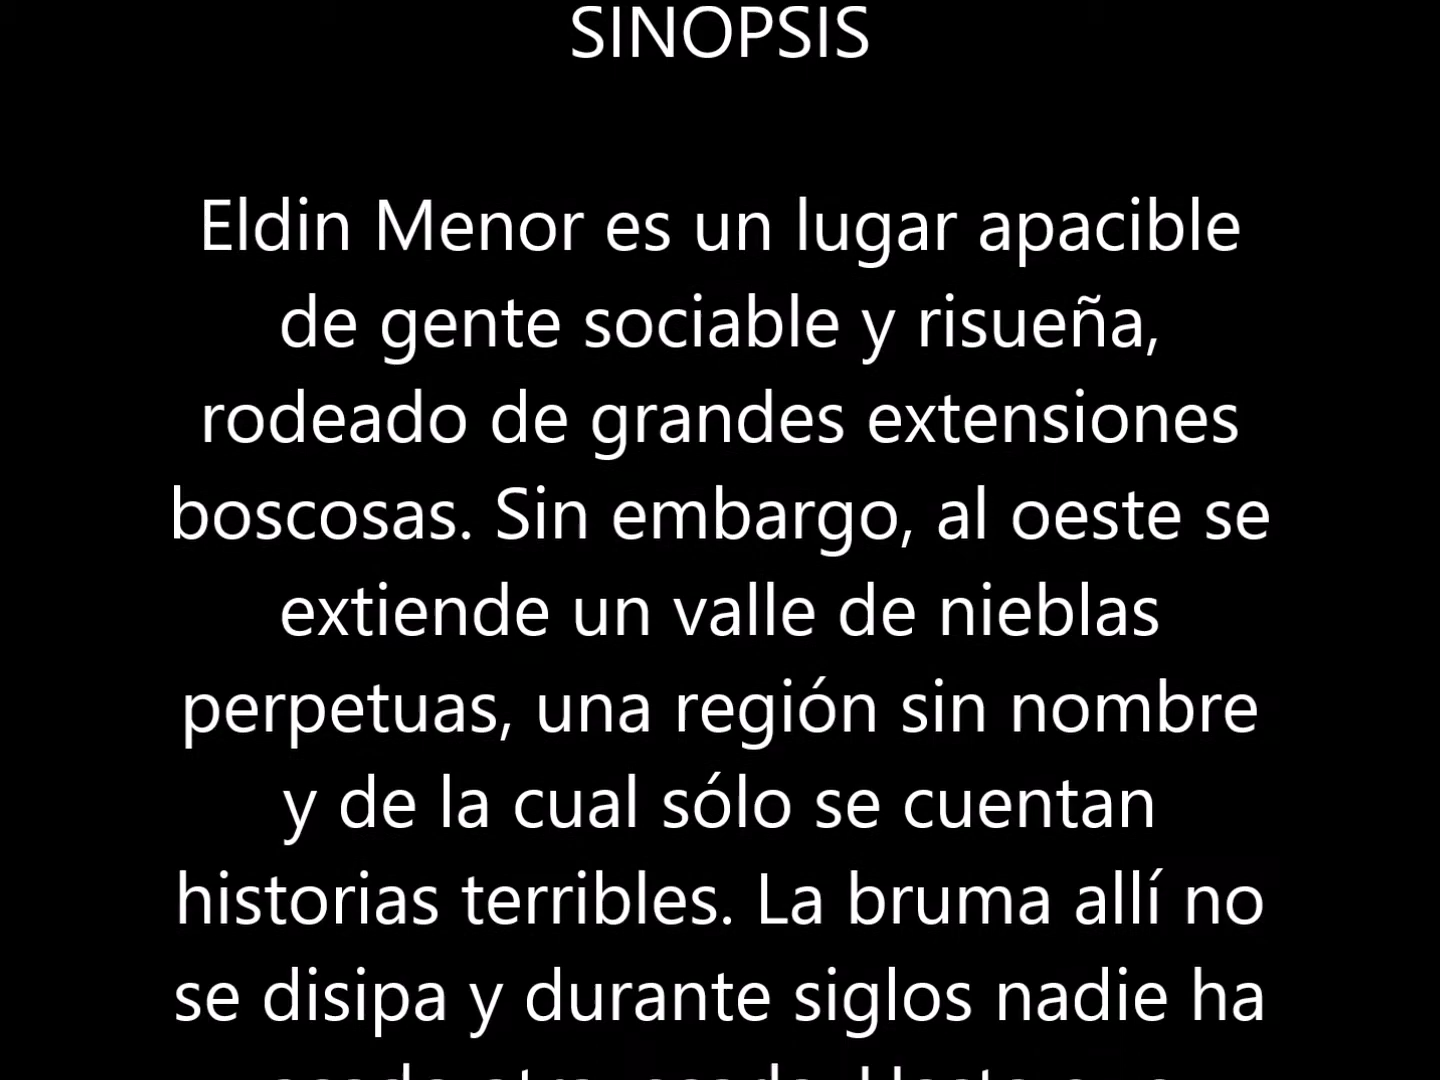 SINOPSIS
Eldin Menor es un lugar apacible
de gente sociable y risueña,
rodeado de grandes extensiones
boscosas. Sin embargo, al oeste se
extiende un valle de nieblas
perpetuas, una región sin nombre
y de la cual sólo se cuentan
historias terribles. La bruma allí no
se disipa y durante siglos nadie ha